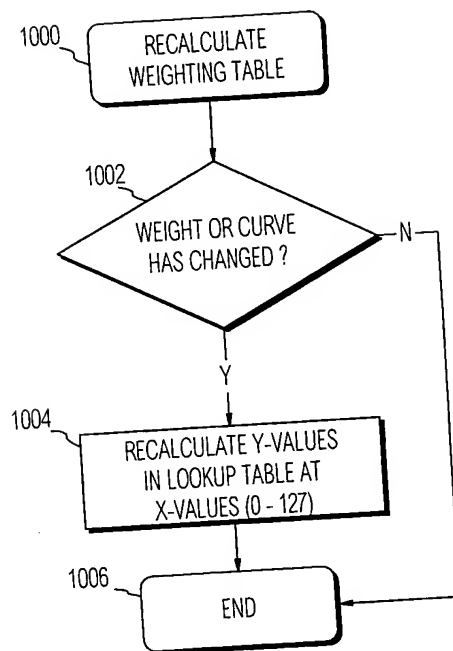 1000
RECALCULATE
WEIGHTING TABLE
1002
WEIGHT OR CURVE
HAS CHANGED ?
N
Y
1004
RECALCULATE Y-VALUES
IN LOOKUP TABLE AT
X-VALUES (0 - 127)
1006
END